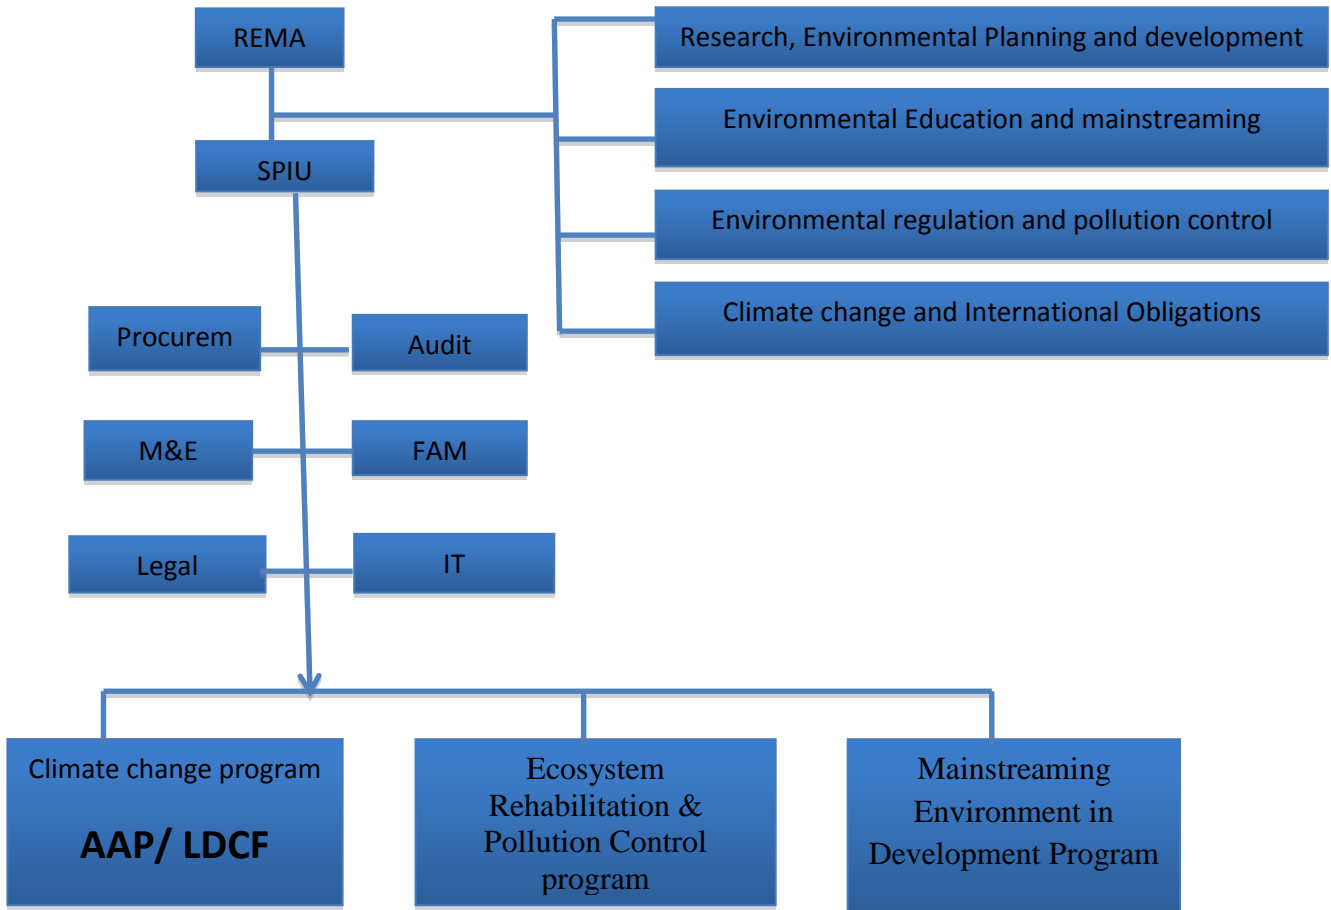 REMA
Research, Environmental Planning and development
Environmental Education and mainstreaming
SPIU
Environmental regulation and pollution control
Climate change and International Obligations
Procurem
Audit
M&E
FAM
Legal
IT
Climate change program
AAP/ LDCF
Ecosystem
Rehabilitation &
Pollution Control
program
Mainstreaming
Environment in
Development Program